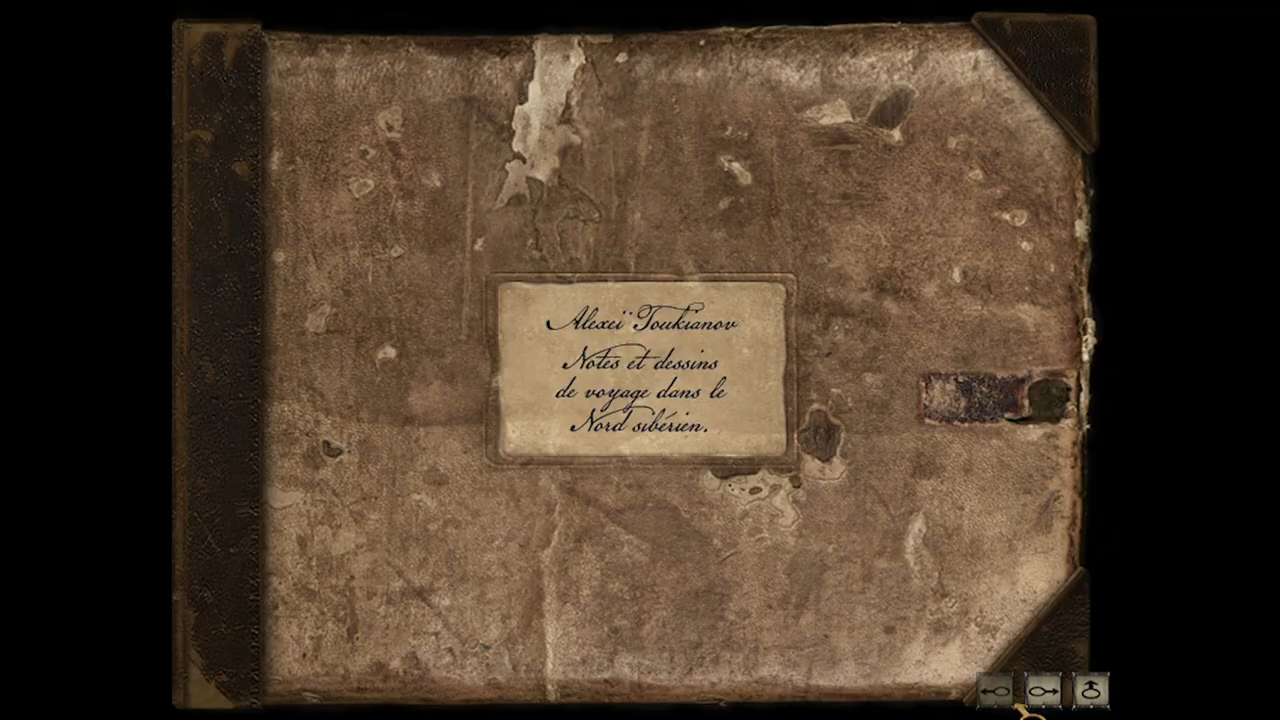 Alexeï Toukianov
Notes et dessins
de voyage dans le
Nord sibérien.